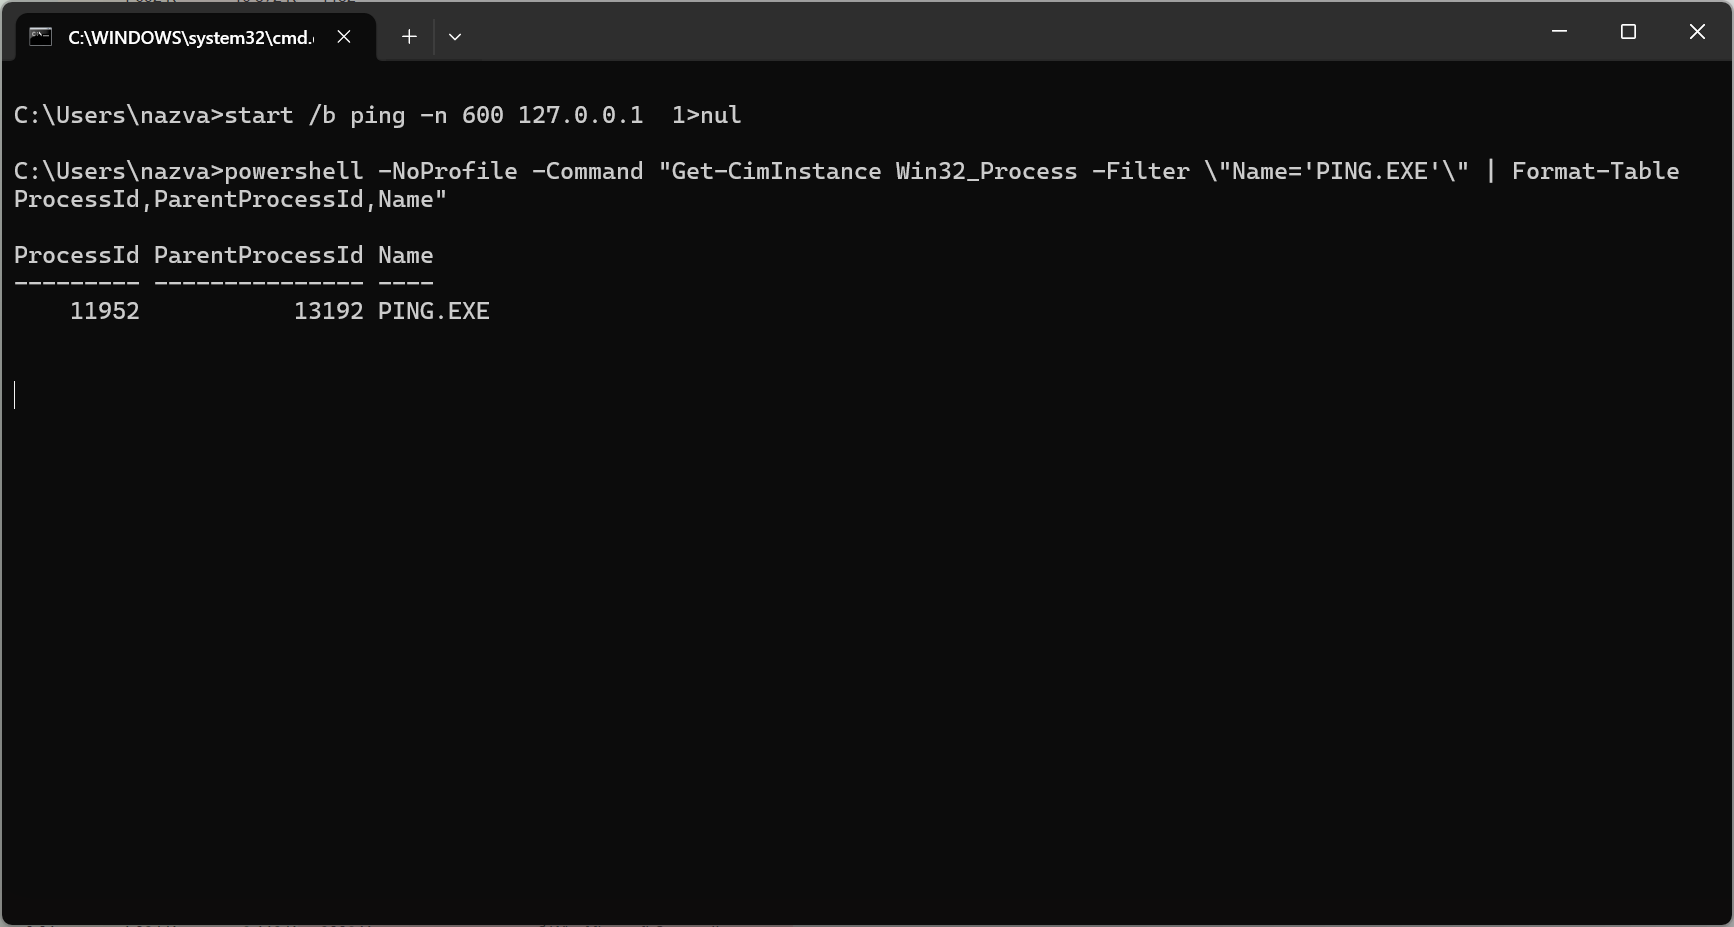 C:\WINDOWS\system32\cmd.
C:\Users\nazva>start /b ping -n 600 127.0.0.1  1>nul
C:\Users\nazva>powershell -NoProfile -Command "Get-CimInstance Win32_Process -Filter \"Name='PING.EXE'\" | Format-Table
ProcessId,ParentProcessId,Name"
ProcessId ParentProcessId Name
--------- --------------- ----
    11952           13192 PING.EXE